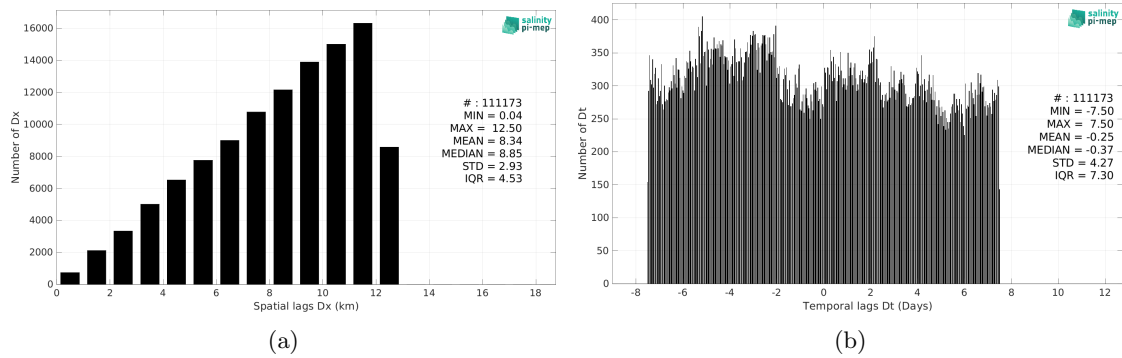 16000
14000
12000
10000
8000
6000
4000
2000
0
Number of Dx
0 2 4 6 8 10 12 14 16 18
Spatial lags Dx (km)
salinity
pi-mep
# : 111173
MIN = 0.04
MAX = 12.50
MEAN = 8.34
MEDIAN = 8.85
STD = 2.93
IQR = 4.53
(a)
400
350
300
250
200
150
100
50
0
Number of Dt
-8 -6 -4 -2 0 2 4 6 8 10 12
Temporal lags Dt (Days)
salinity
pi-mep
# : 111173
MIN = -7.50
MAX = 7.50
MEAN = -0.25
MEDIAN = -0.37
STD = 4.27
IQR = 7.30
(b)